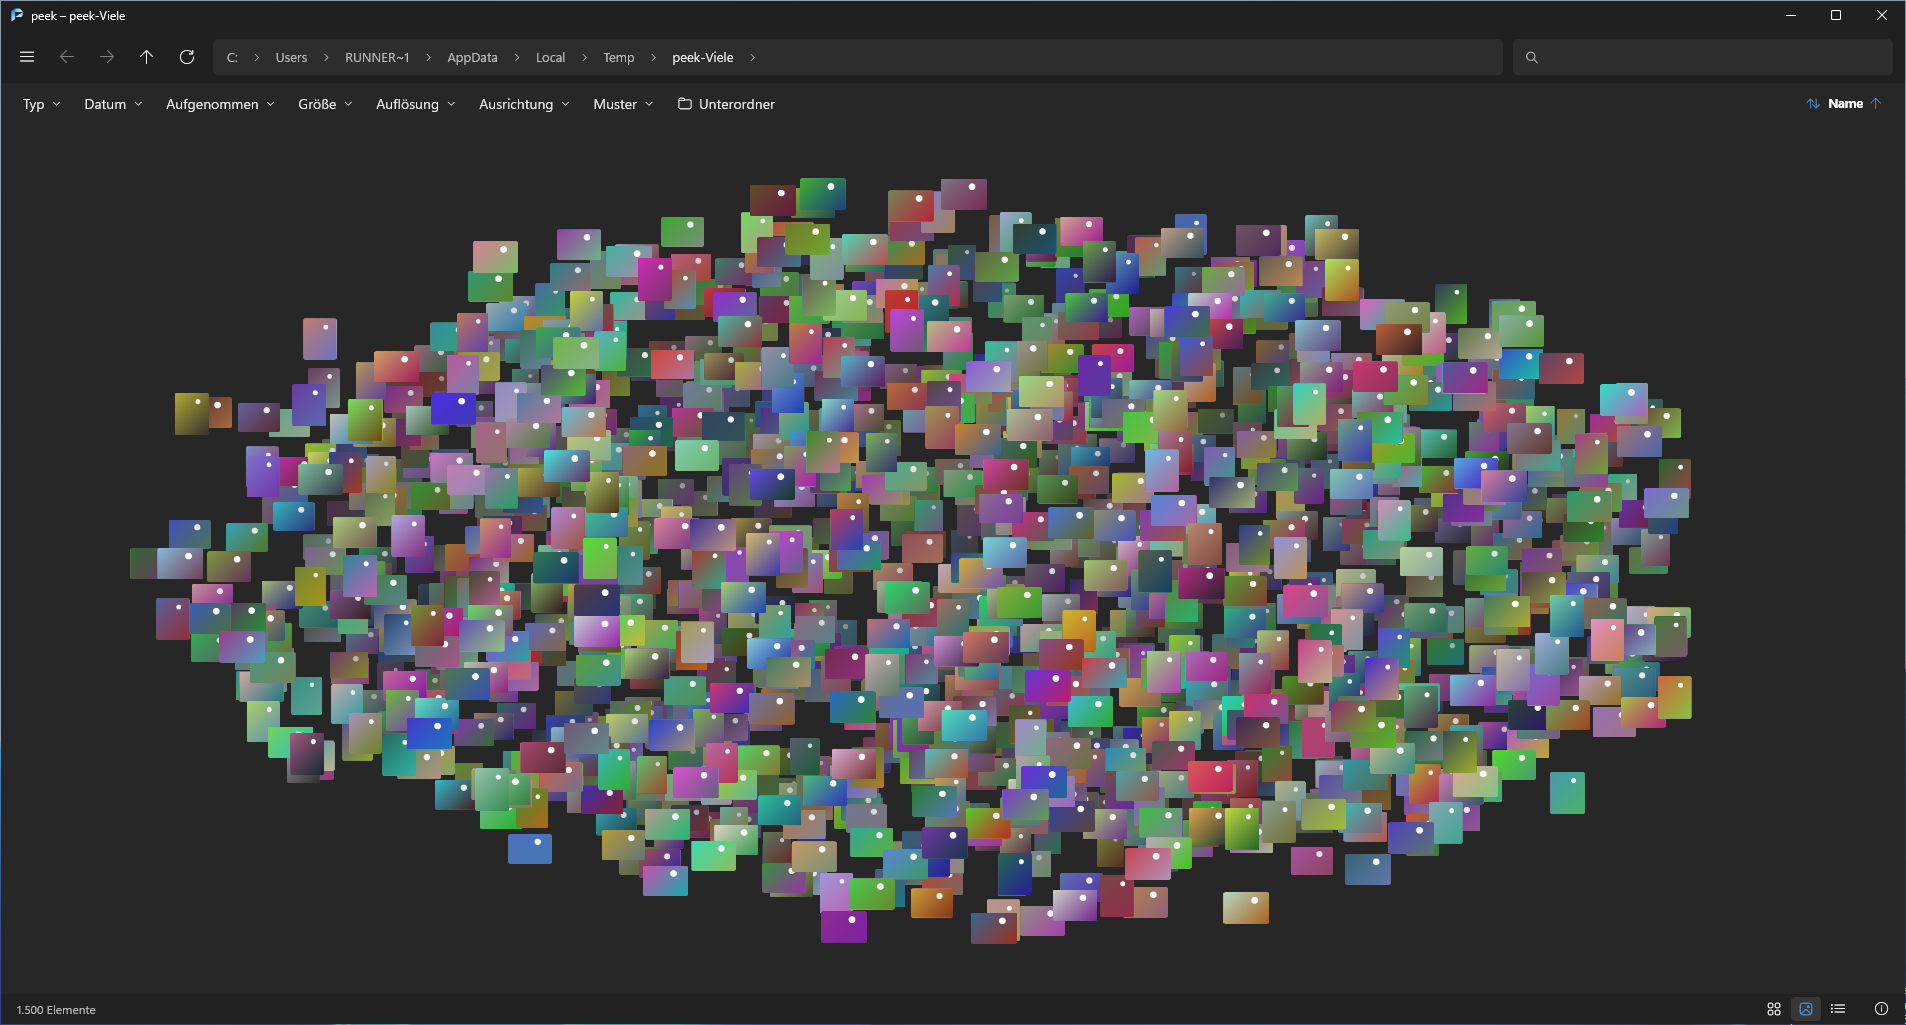 peek – peek-Viele
C: Users RUNNER~1 AppData Local Temp peek-Viele
Typ Datum Aufgenommen Größe Auflösung Ausrichtung Muster Unterordner Name
1.500 Elemente